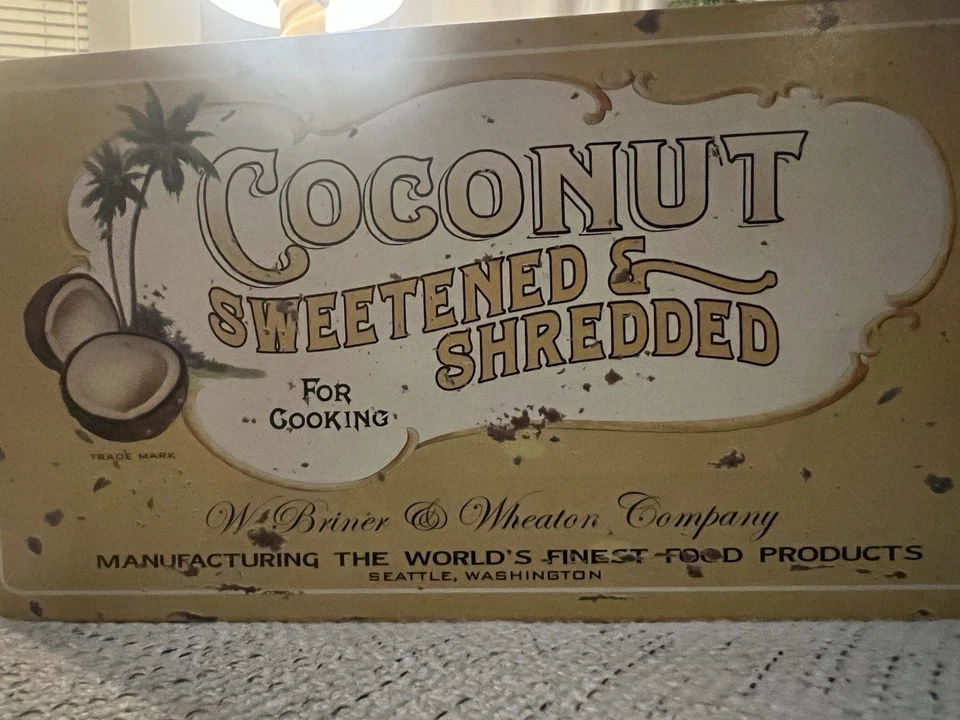 COCONUT
SWEETENED &
SHREDDED
FOR
COOKING
TRADE MARK
W. Briner & Wheaton Company
MANUFACTURING THE WORLD'S FINEST FOOD PRODUCTS
SEATTLE, WASHINGTON